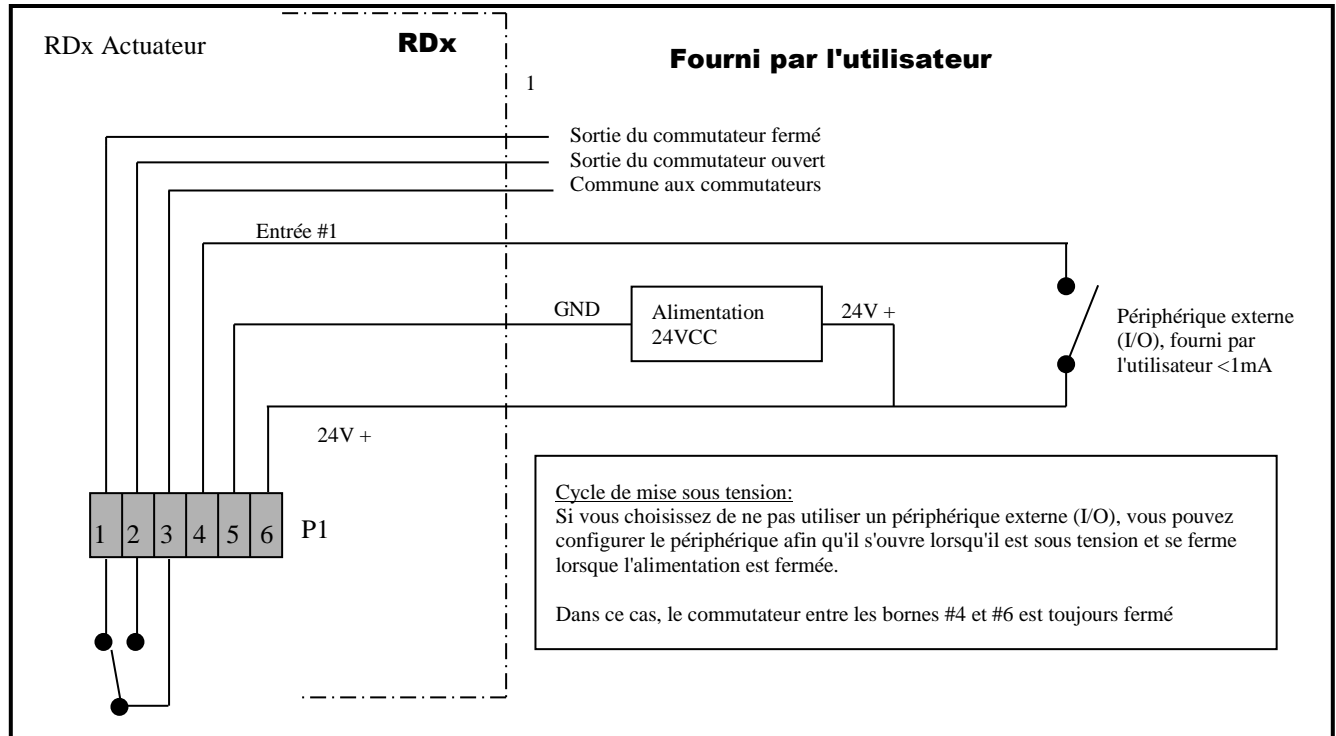 RDx Actuateur
RDx
Fourni par l'utilisateur
1
Sortie du commutateur fermé
Sortie du commutateur ouvert
Commune aux commutateurs
Entrée #1
GND
Alimentation
24VCC
24V +
Périphérique externe
(I/O), fourni par
l'utilisateur <1mA
24V +
Cycle de mise sous tension:
Si vous choisissez de ne pas utiliser un périphérique externe (I/O), vous pouvez
configurer le périphérique afin qu'il s'ouvre lorsqu'il est sous tension et se ferme
lorsque l'alimentation est fermée.
Dans ce cas, le commutateur entre les bornes #4 et #6 est toujours fermé
1 2 3 4 5 6 P1